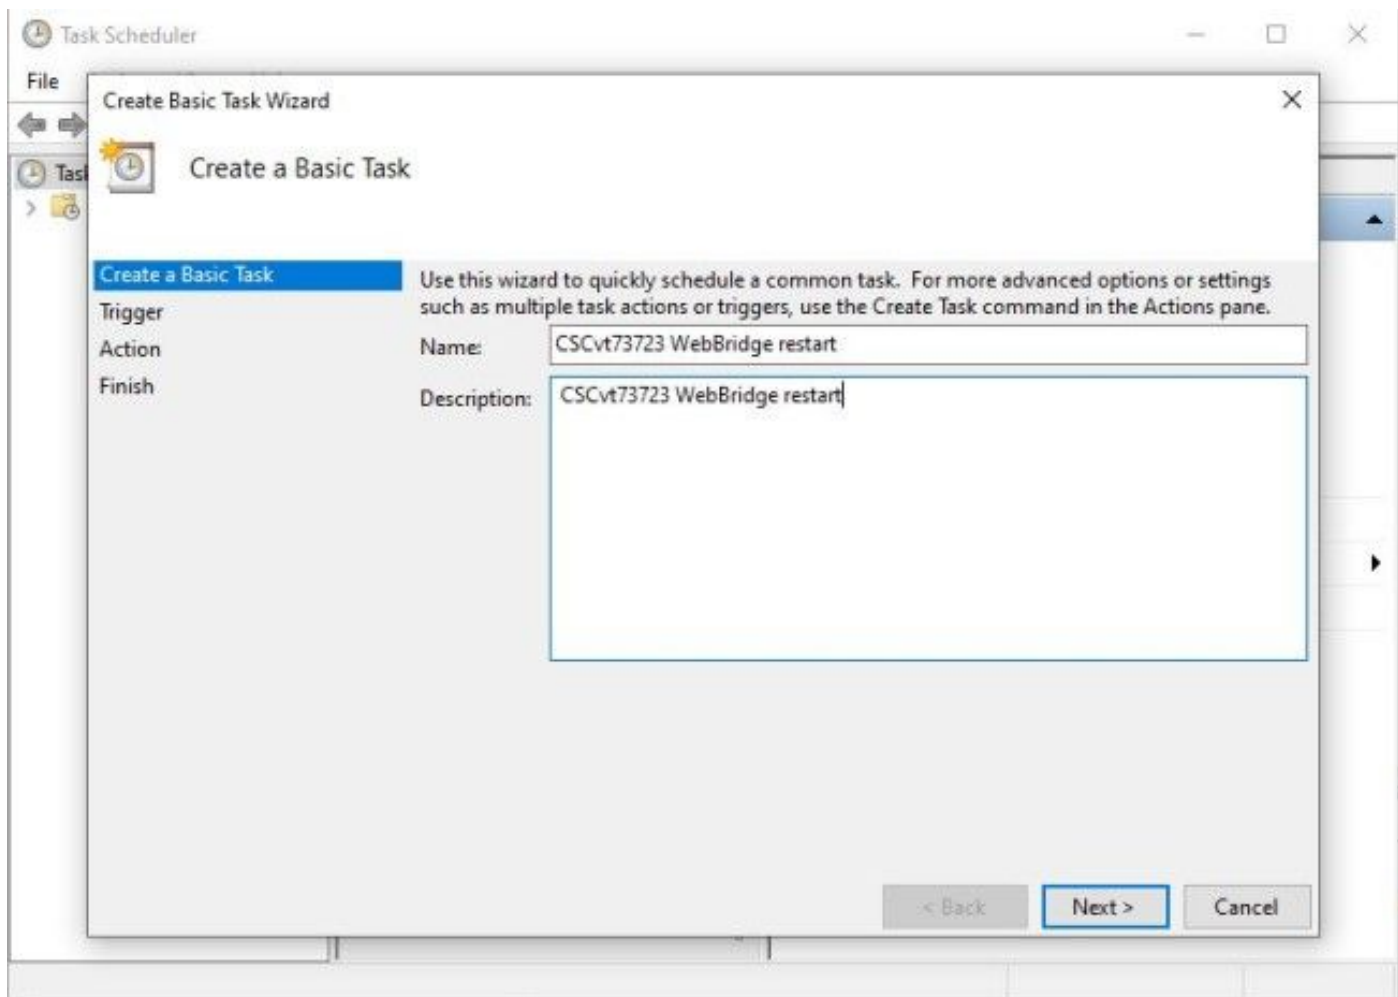 Task Scheduler
File
Create Basic Task Wizard
Create a Basic Task
Create a Basic Task
Trigger
Action
Finish
Use this wizard to quickly schedule a common task. For more advanced options or settings
such as multiple task actions or triggers, use the Create Task command in the Actions pane.
Name: CSCvt73723 WebBridge restart
Description: CSCvt73723 WebBridge restart
< Back Next > Cancel